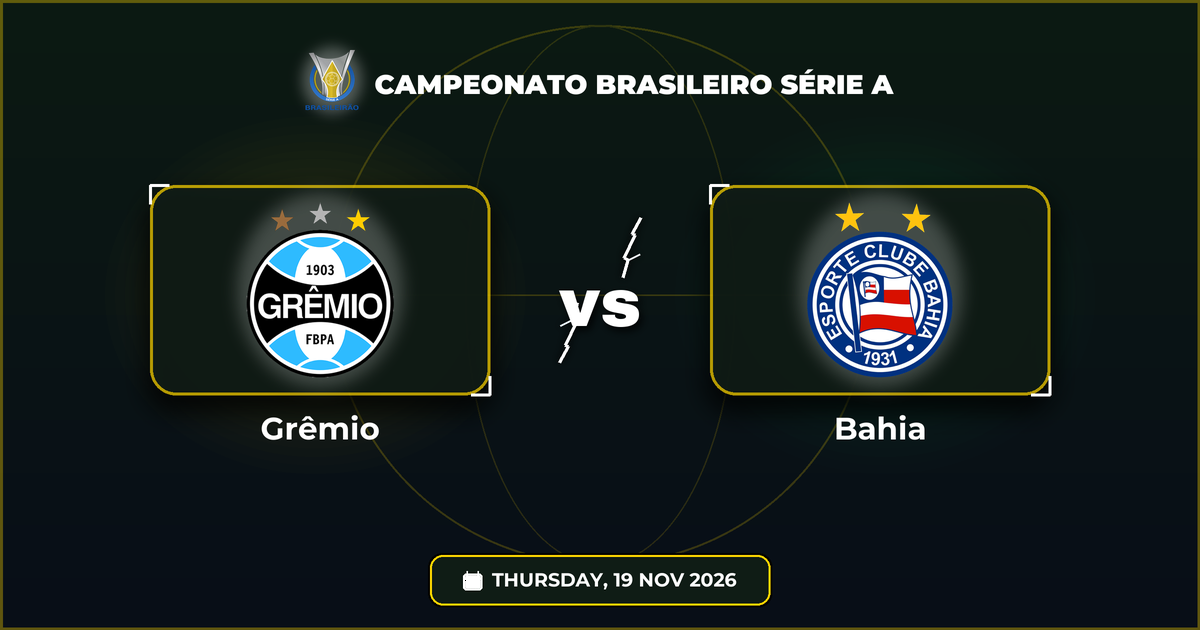 CAMPEONATO BRASILEIRO SÉRIE A
1903
GRÊMIO
FBPA
VS
ESPORTE CLUBE BAHIA
1931
Grêmio
Bahia
THURSDAY, 19 NOV 2026